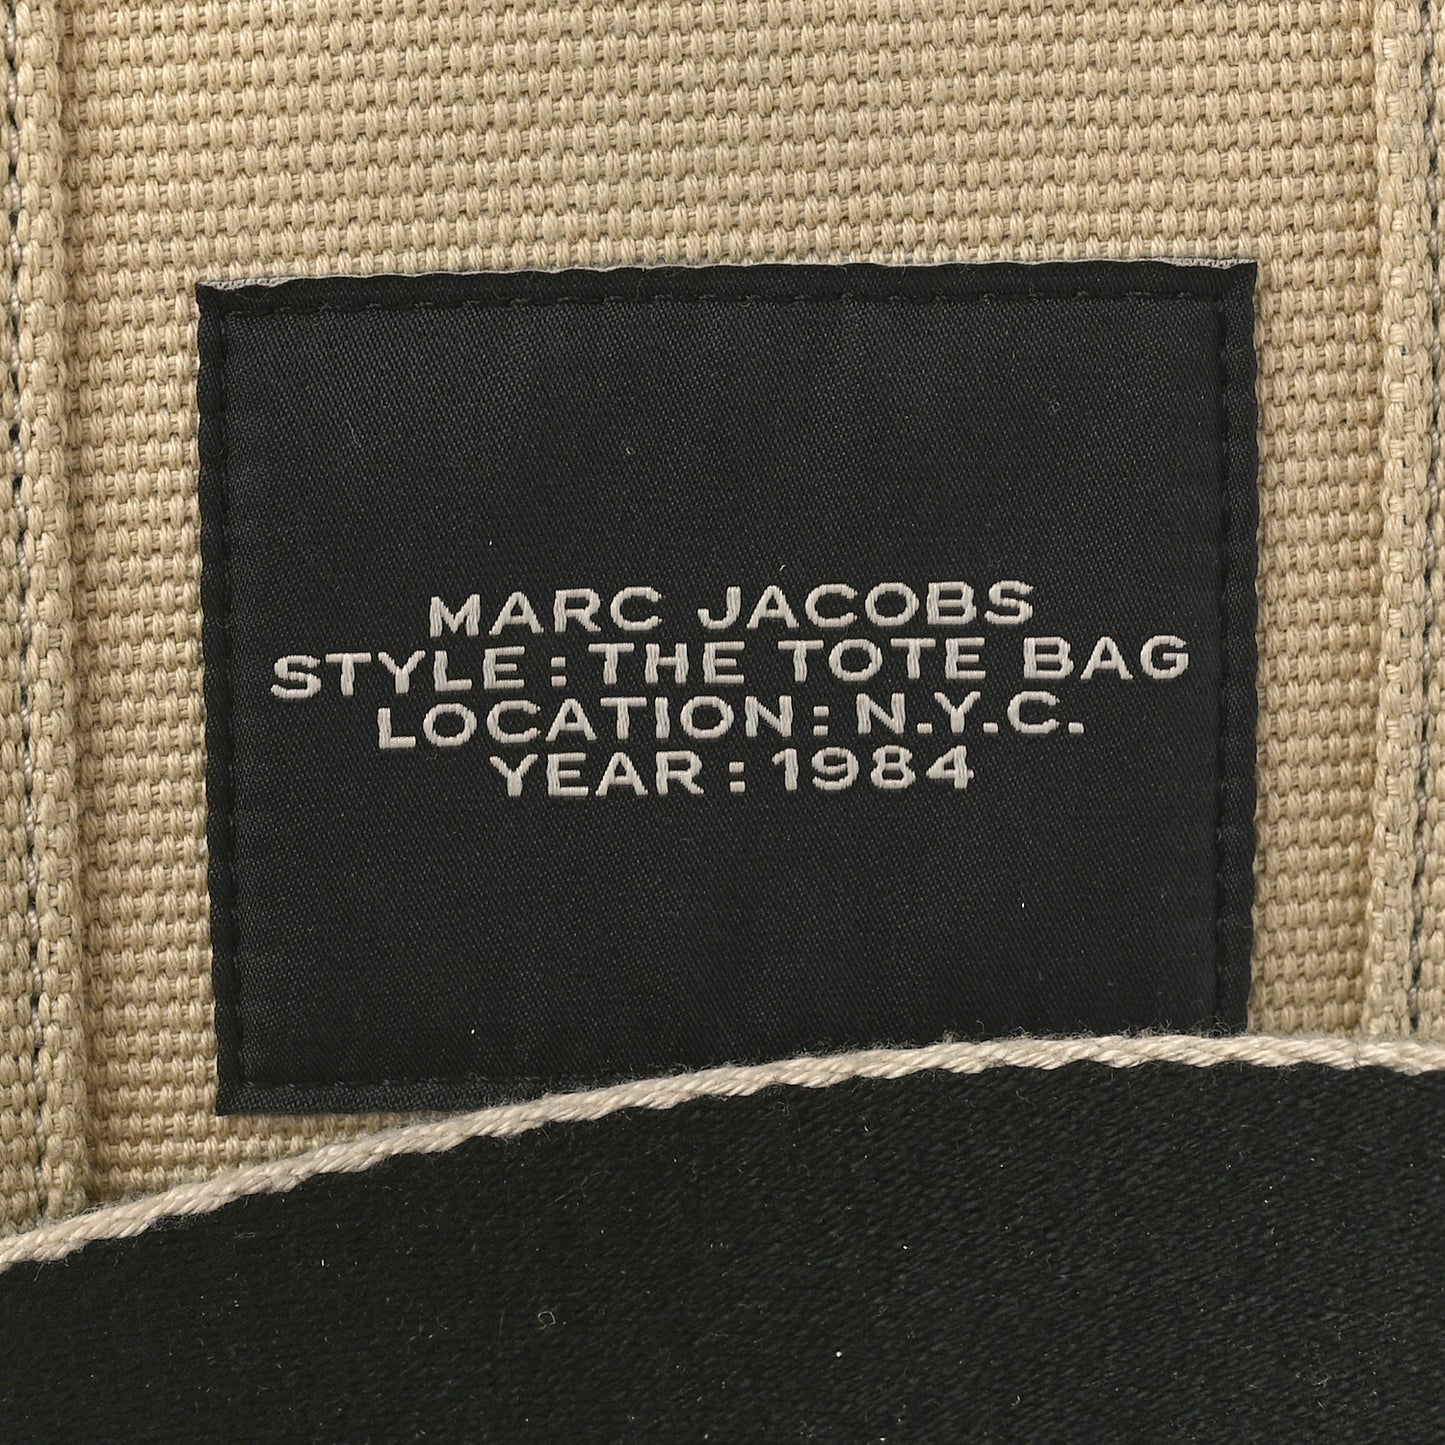 MARC JACOBS
STYLE: THE TOTE BAG
LOCATION: N.Y.C.
YEAR: 1984